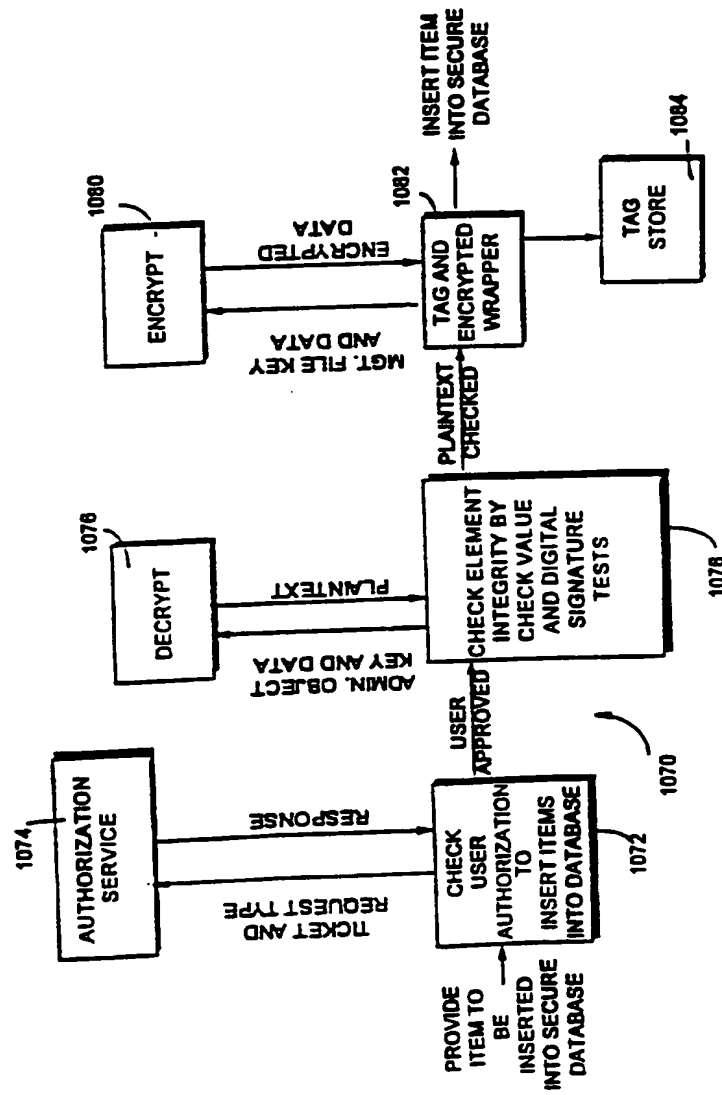 PROVIDE
ITEM TO
BE
INSERTED
INTO SECURE
DATABASE
CHECK
USER
AUTHORIZATION
TO
INSERT ITEMS
INTO DATABASE
1072
TICKET AND
REQUEST TYPE
RESPONSE
1074
AUTHORIZATION
SERVICE
1070
USER
APPROVED
CHECK ELEMENT
INTEGRITY BY
CHECK VALUE
AND DIGITAL
SIGNATURE
TESTS
1078
ADMIN. OBJECT
KEY AND DATA
PLAINTEXT
1076
DECRYPT
PLAINTEXT
CHECKED
TAG AND
ENCRYPTED
WRAPPER
1082
MGT. FILE KEY
AND DATA
ENCRYPTED
DATA
1080
ENCRYPT
INSERT ITEM
INTO SECURE
DATABASE
TAG
STORE
1084